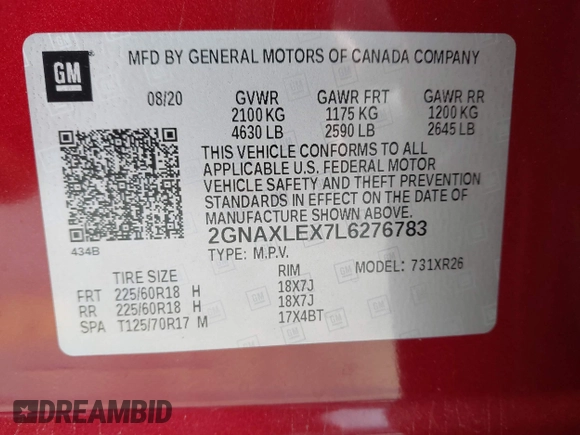 GM
MFD BY GENERAL MOTORS OF CANADA COMPANY
08/20 GVWR GAWR FRT GAWR RR
2100 KG 1175 KG 1200 KG
4630 LB 2590 LB 2645 LB
THIS VEHICLE CONFORMS TO ALL
APPLICABLE U.S. FEDERAL MOTOR
VEHICLE SAFETY AND THEFT PREVENTION
STANDARDS IN EFFECT ON THE DATE OF
MANUFACTURE SHOWN ABOVE.
2GNAXLEX7L6276783
434B
TYPE: M.P.V. MODEL: 731XR26
TIRE SIZE RIM
FRT 225/60R18 H 18X7J
RR 225/60R18 H 18X7J
SPA T125/70R17 M 17X4BT
DREAMBID